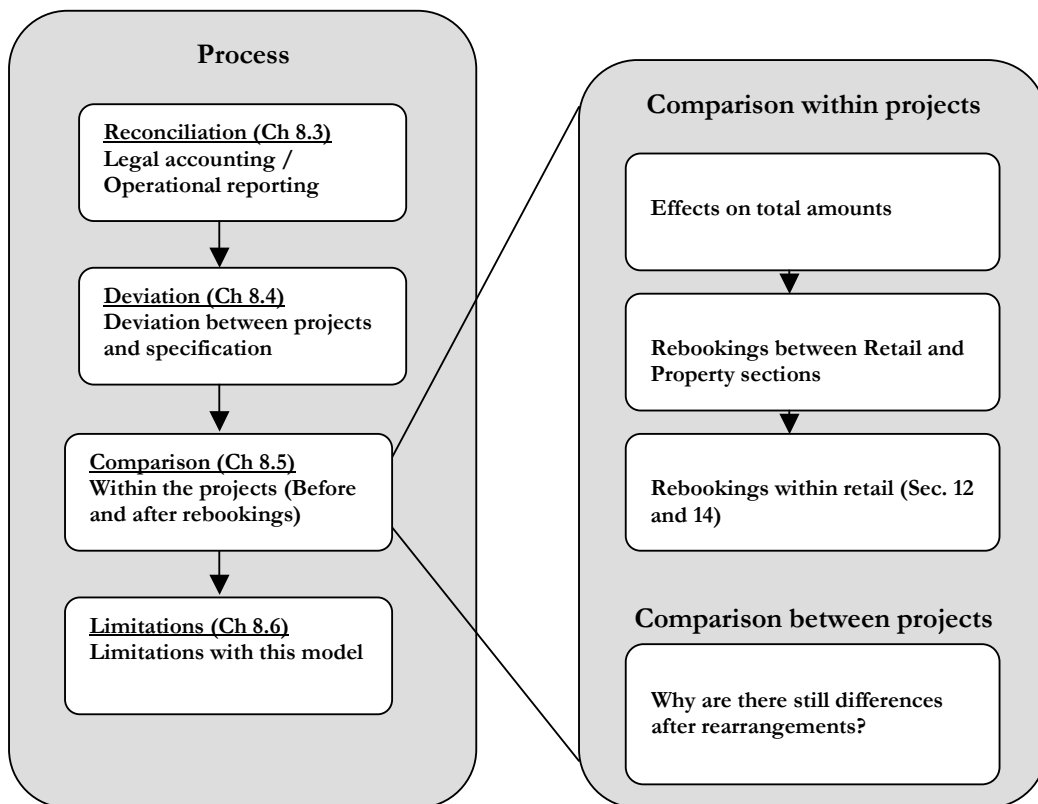 Process
Reconciliation (Ch 8.3)
Legal accounting /
Operational reporting
Deviation (Ch 8.4)
Deviation between projects
and specification
Comparison (Ch 8.5)
Within the projects (Before
and after rebookings)
Limitations (Ch 8.6)
Limitations with this model
Comparison within projects
Effects on total amounts
Rebookings between Retail and
Property sections
Rebookings within retail (Sec. 12
and 14)
Comparison between projects
Why are there still differences
after rearrangements?